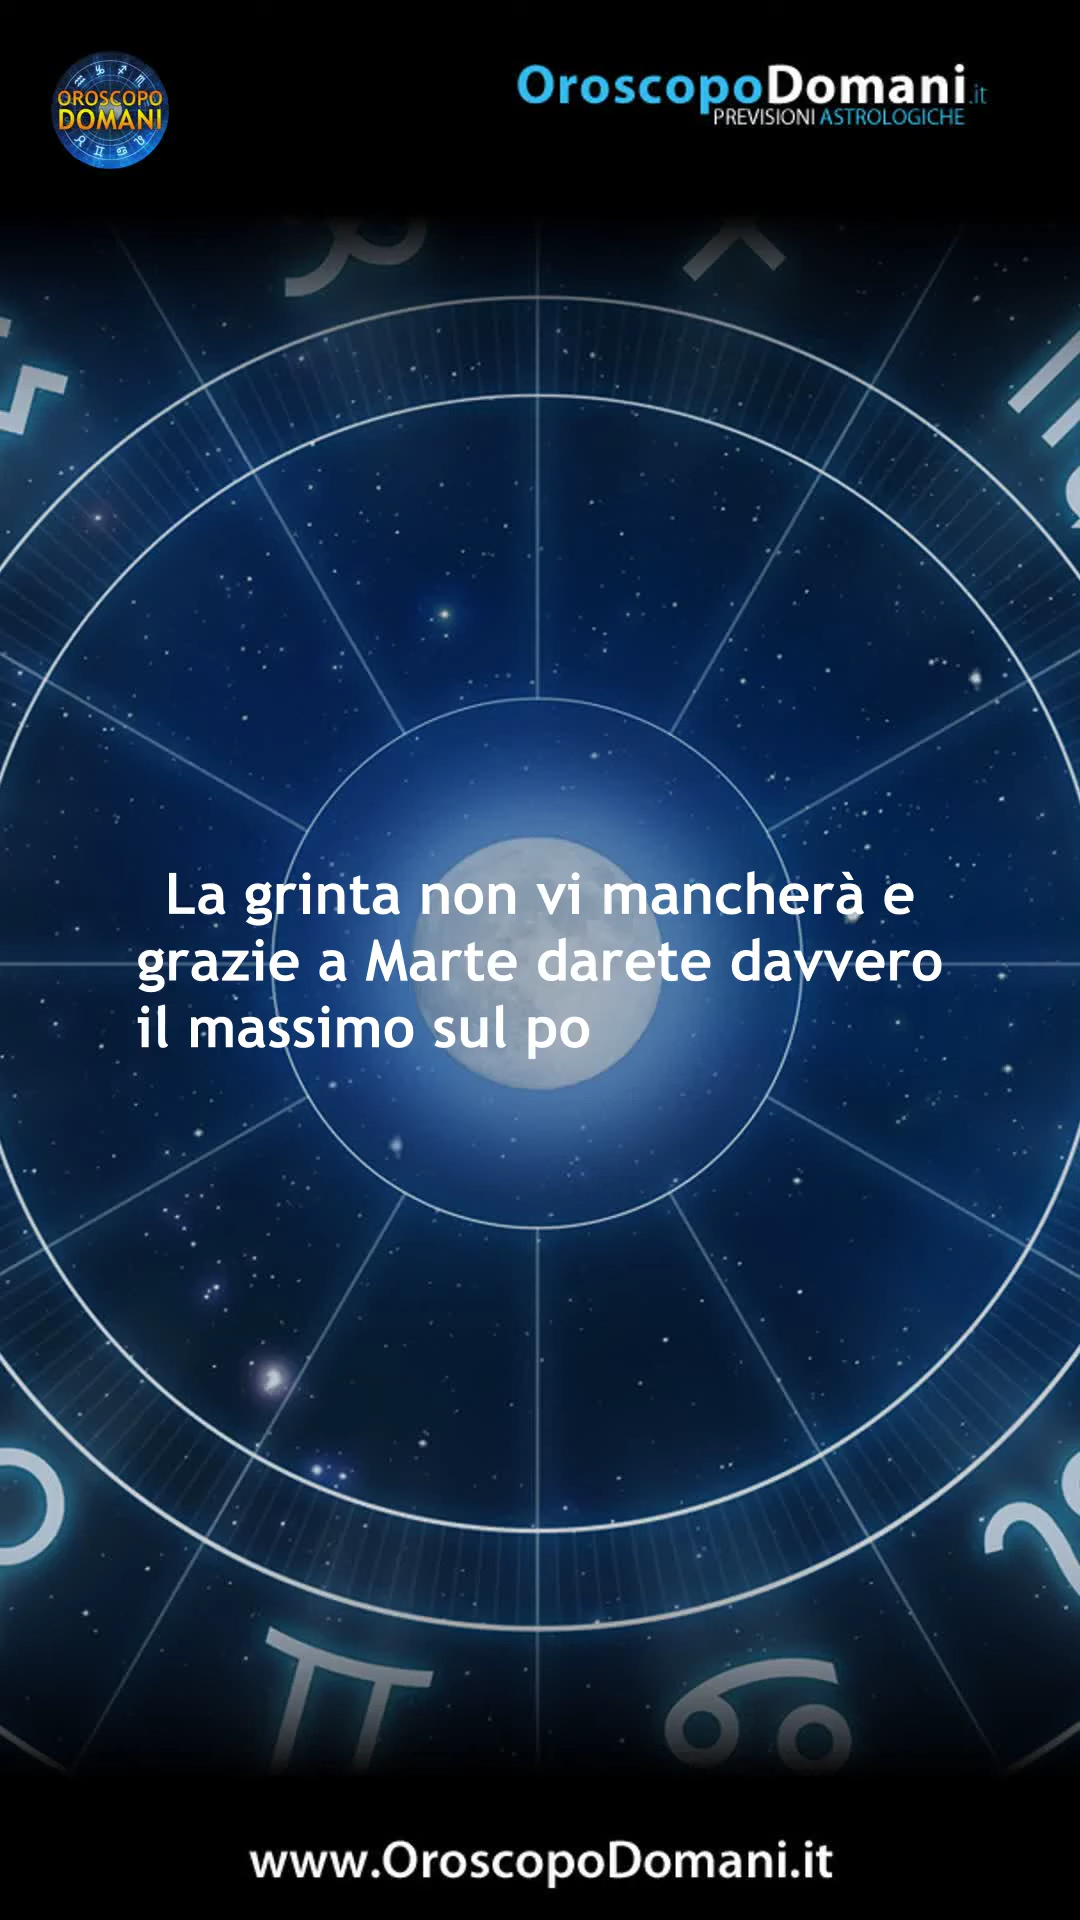 OROSCOPO
DOMANI
OroscopoDomani.it
PREVISIONI ASTROLOGICHE
La grinta non vi mancherà e
grazie a Marte darete davvero
il massimo sul po
www.OroscopoDomani.it